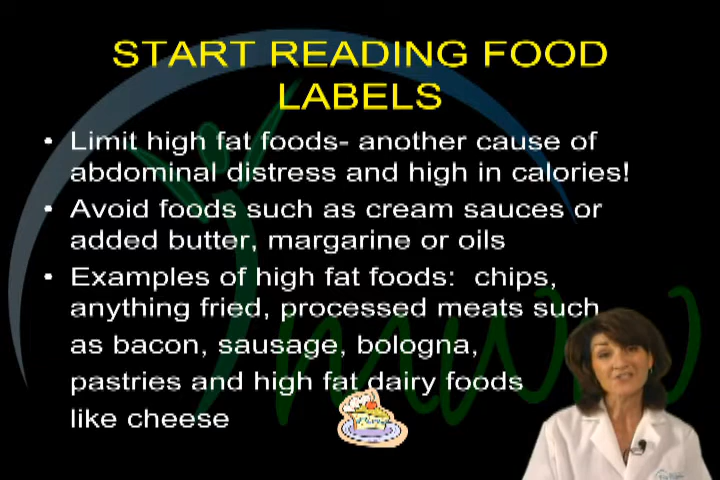 START READING FOOD
LABELS
• Limit high fat foods- another cause of
abdominal distress and high in calories!
• Avoid foods such as cream sauces or
added butter, margarine or oils
• Examples of high fat foods:  chips,
anything fried, processed meats such
as bacon, sausage, bologna,
pastries and high fat dairy foods
like cheese